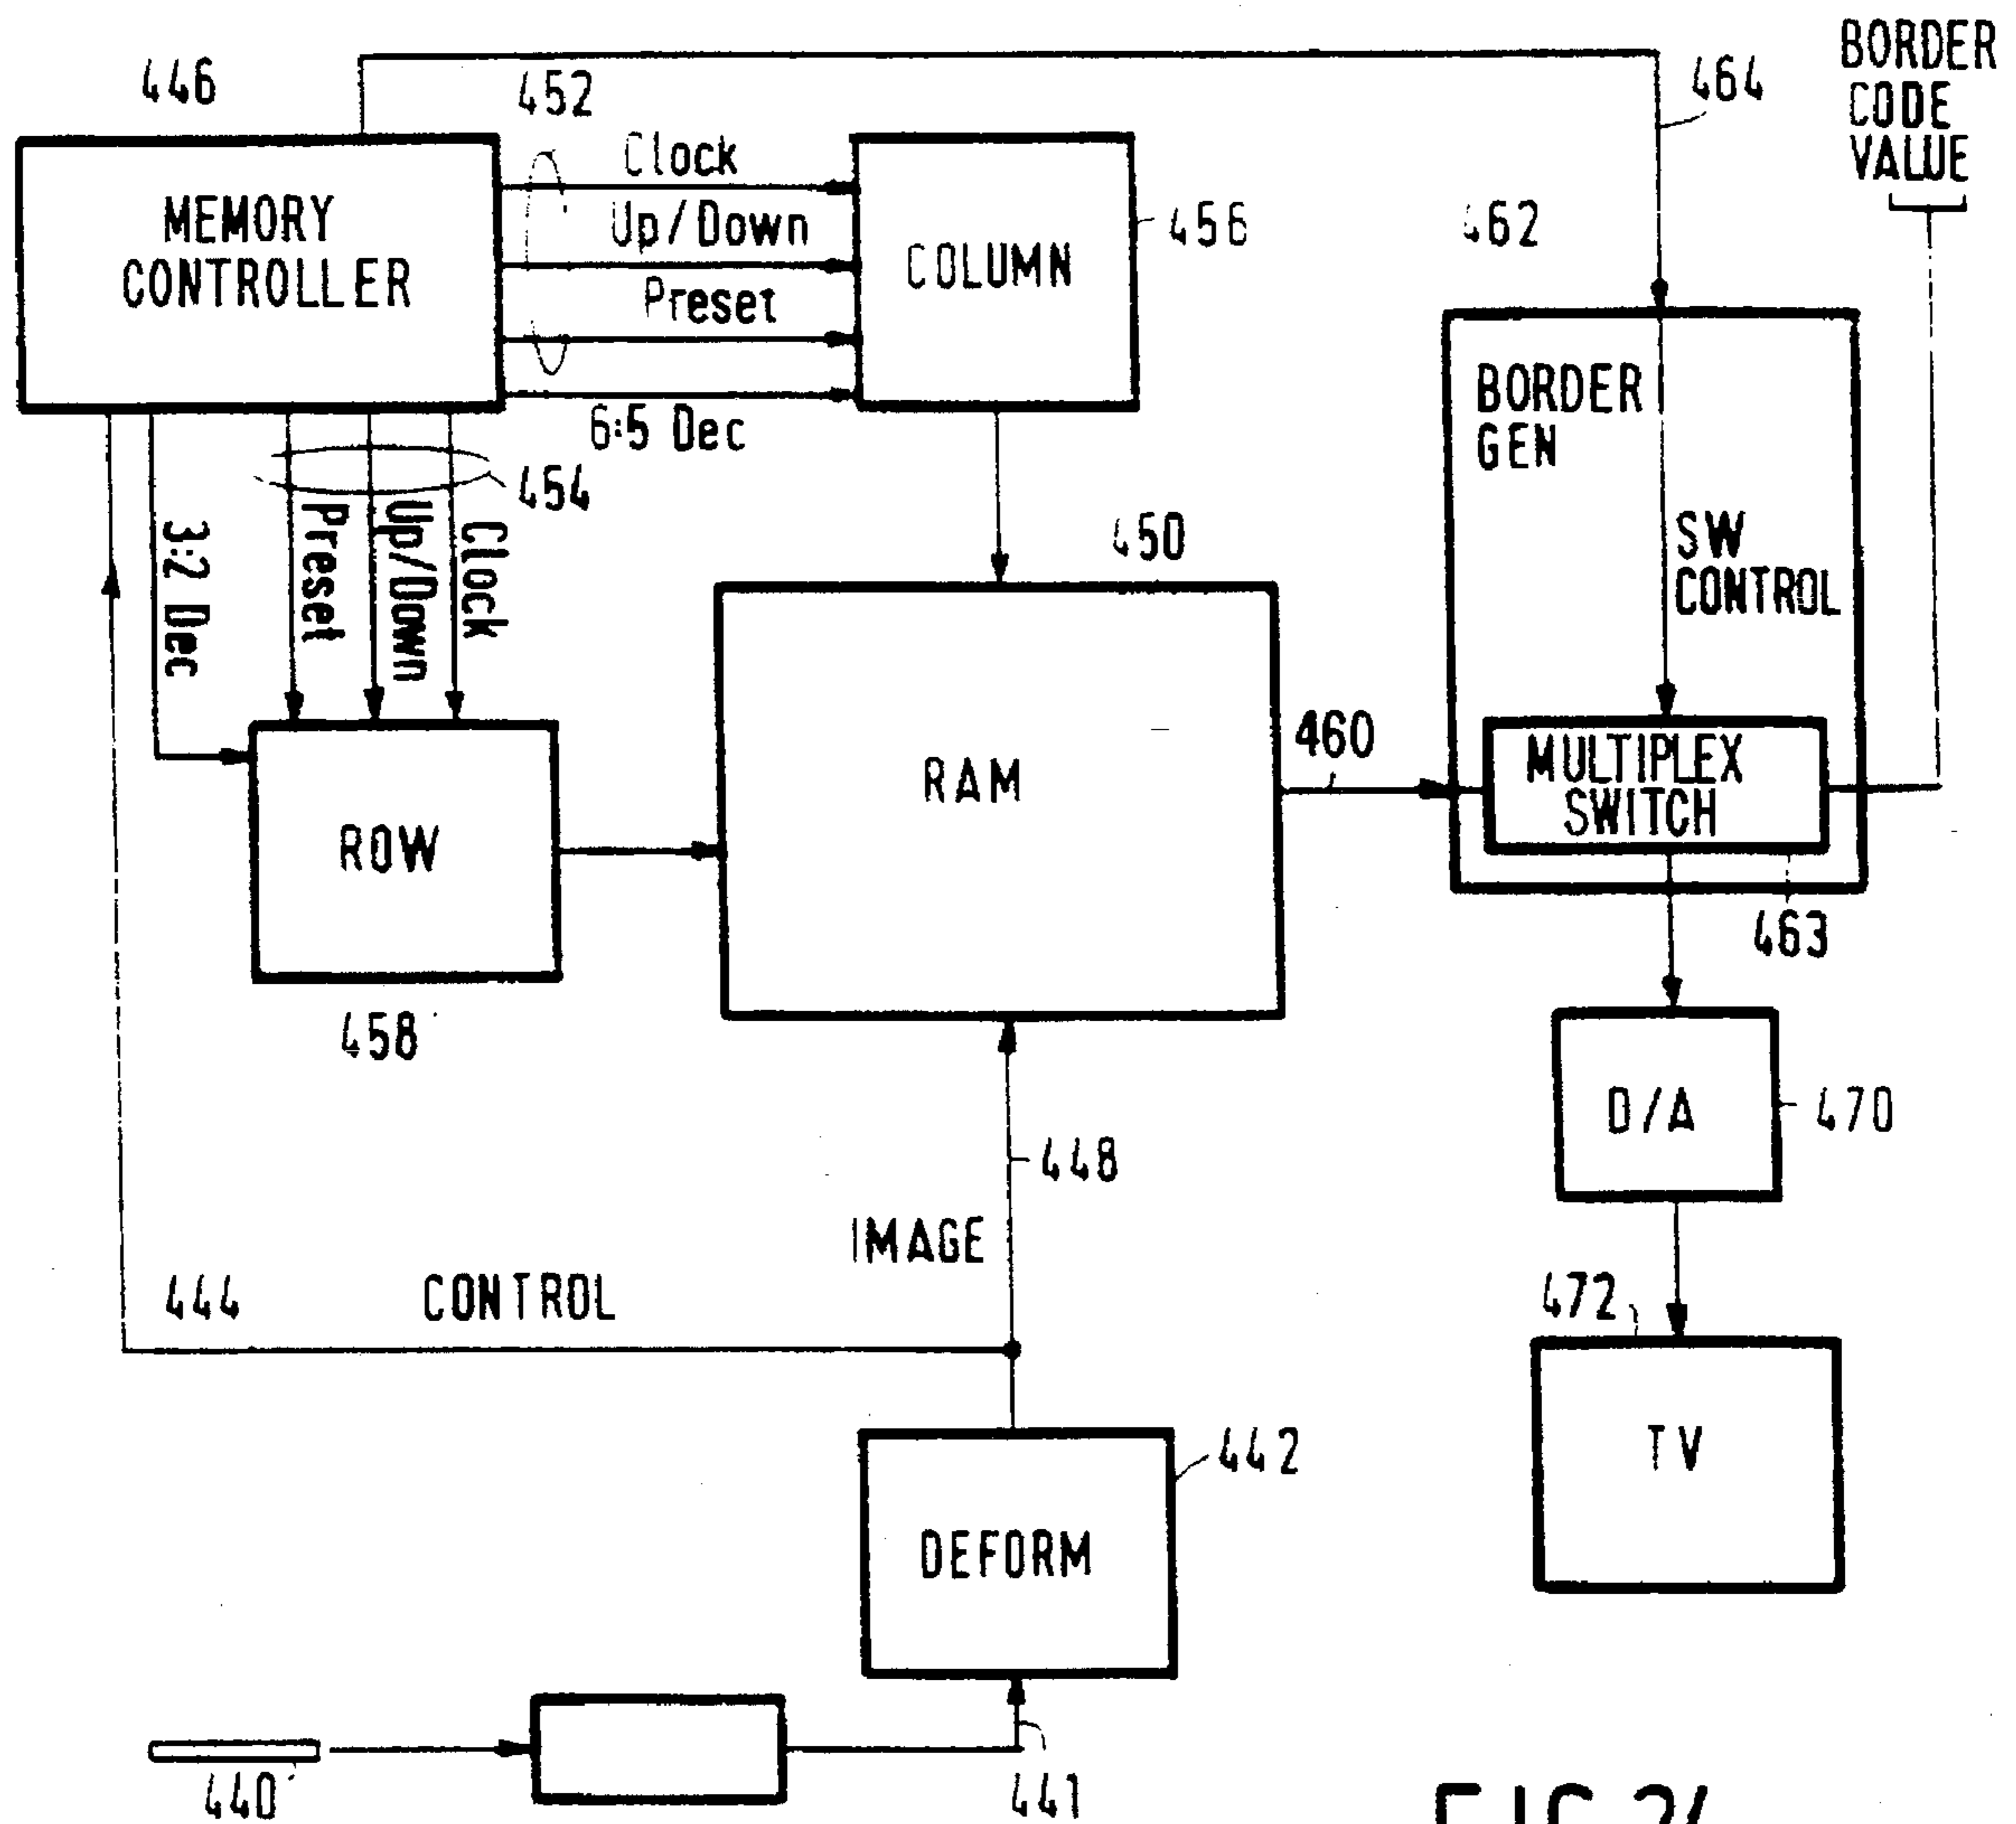 446
452
464
BORDER
CODE
VALUE
MEMORY
CONTROLLER
Clock
Up/Down
Preset
6:5 Dec
COLUMN
456
462
BORDER
GEN
SW
CONTROL
454
3:2 Dec
Preset
Up/Down
Clock
450
ROW
458
RAM
460
MULTIPLEX
SWITCH
463
D/A
470
448
IMAGE
444
CONTROL
472
TV
442
DEFORM
440
441